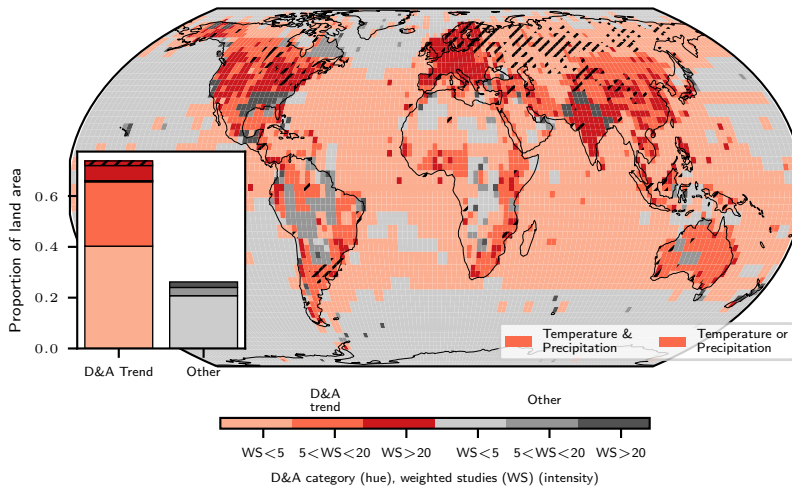 Proportion of land area
0.6
0.4
0.2
0.0
D&A Trend
Other
Temperature &
Precipitation
Temperature or
Precipitation
D&A
trend
Other
WS<5
5<WS<20
WS>20
WS<5
5<WS<20
WS>20
D&A category (hue), weighted studies (WS) (intensity)